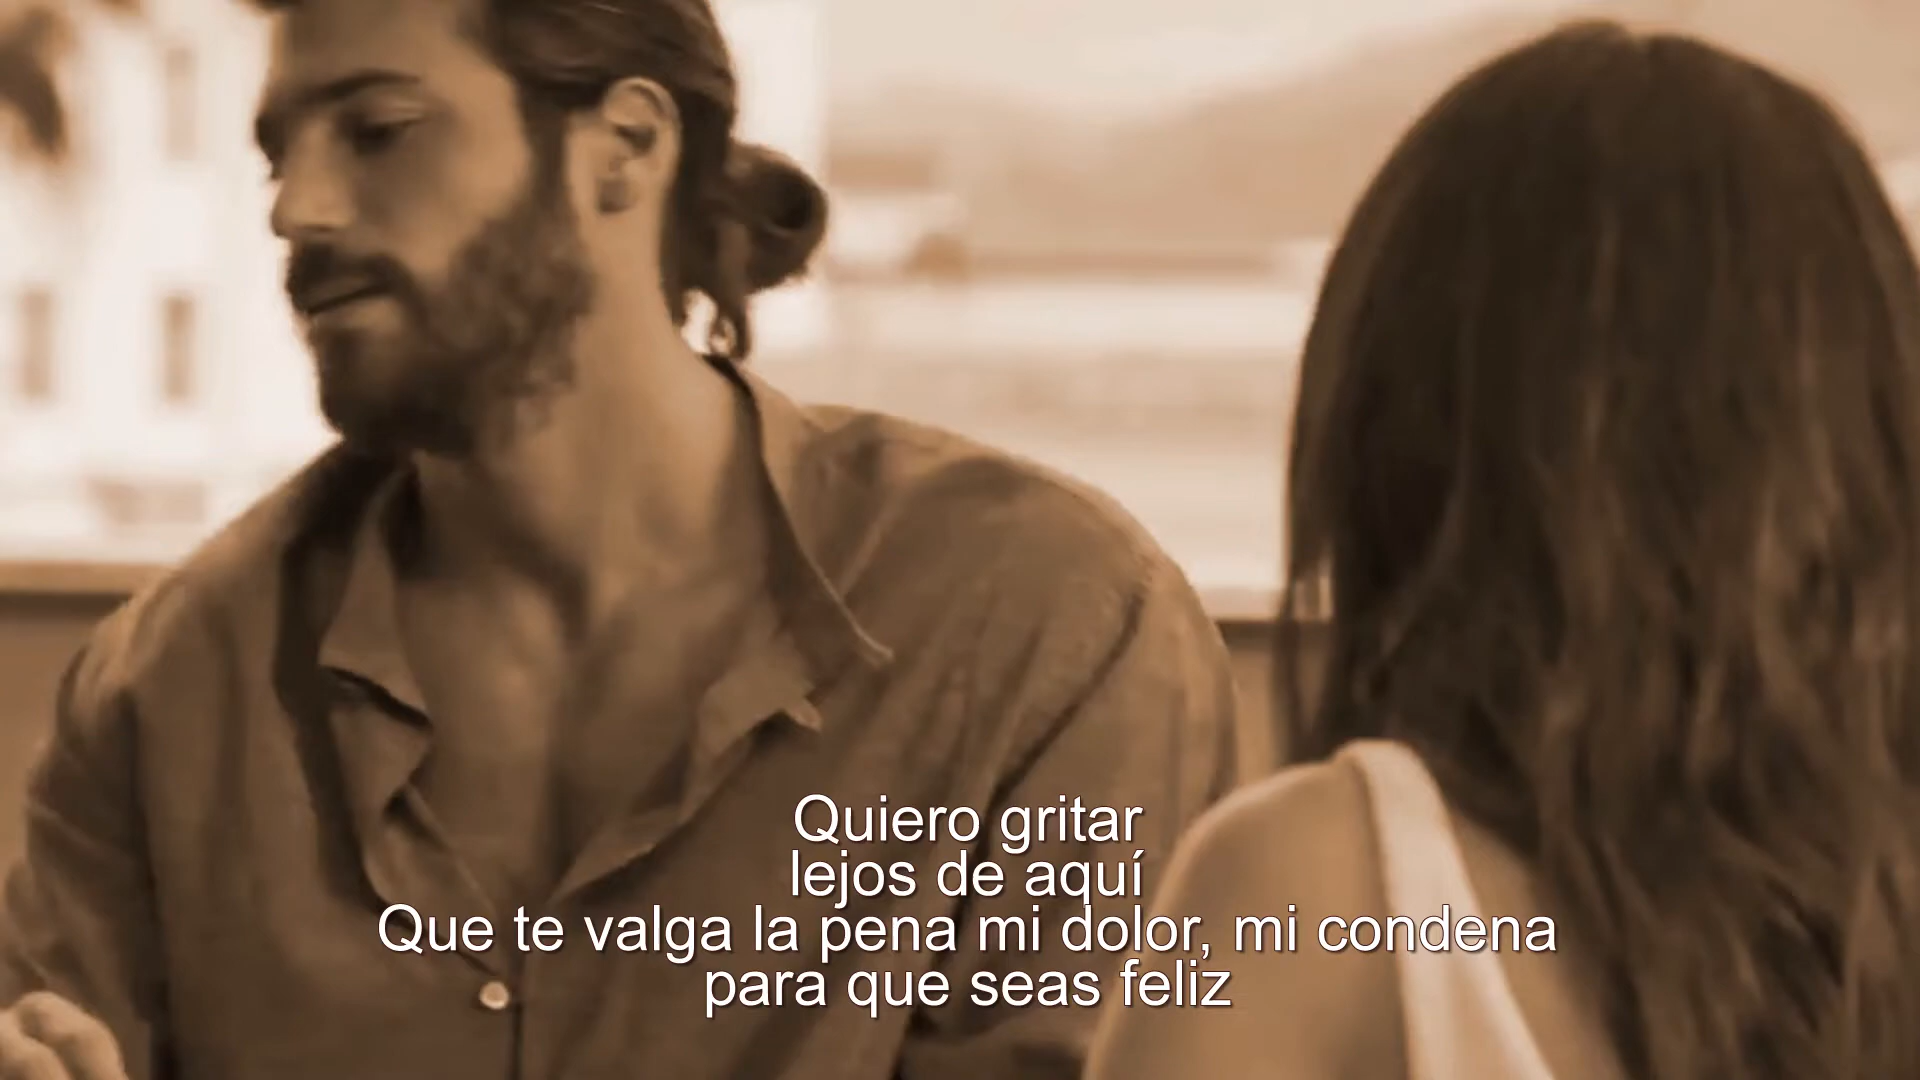 Quiero gritar
lejos de aquí
Que te valga la pena mi dolor, mi condena
para que seas feliz